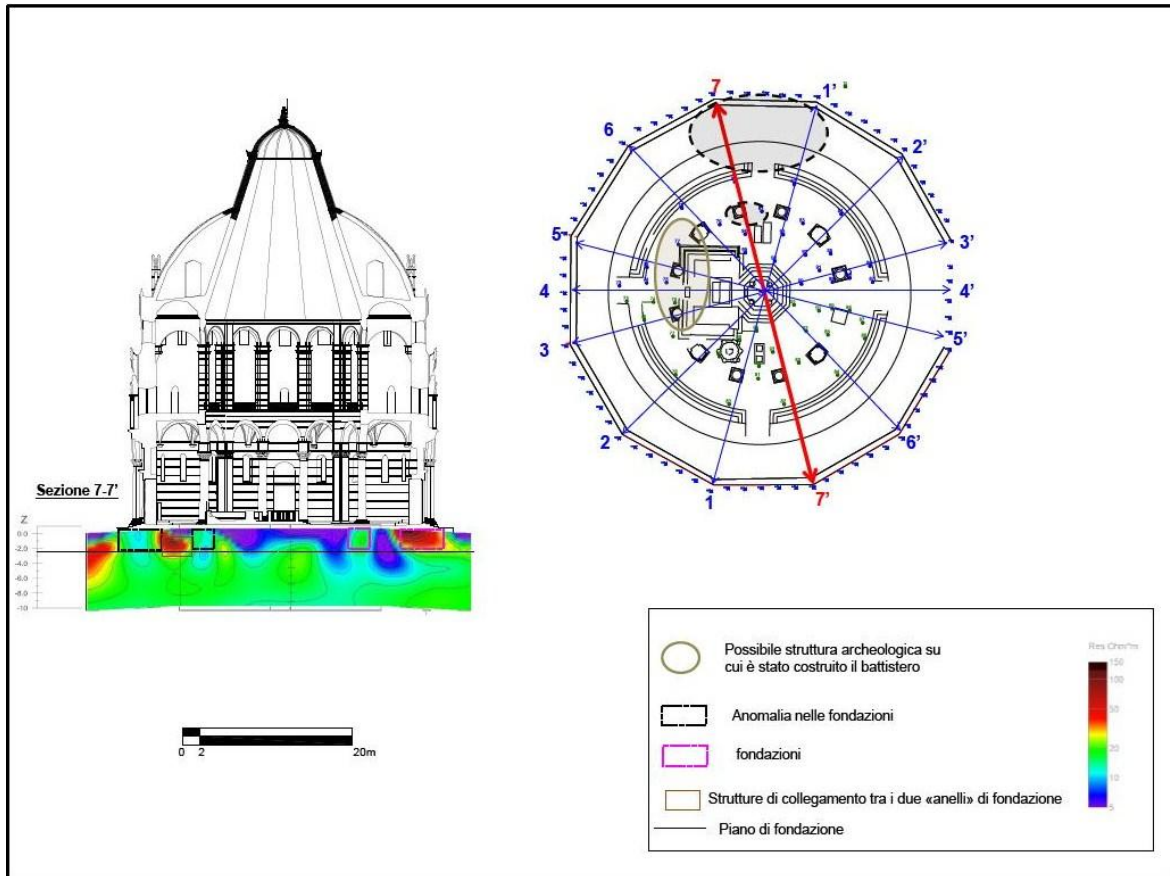 7
1'
6
2'
5
3'
4
4'
3
5'
2
6'
1
7'
Sezione 7-7'
Z
0.0
-2.0
-4.0
-6.0
-8.0
-10
0 2 20m
Possibile struttura archeologica su
cui è stato costruito il battistero
Anomalia nelle fondazioni
fondazioni
Strutture di collegamento tra i due «anelli» di fondazione
Piano di fondazione
Res Ohm*m
150
100
50
20
10
5